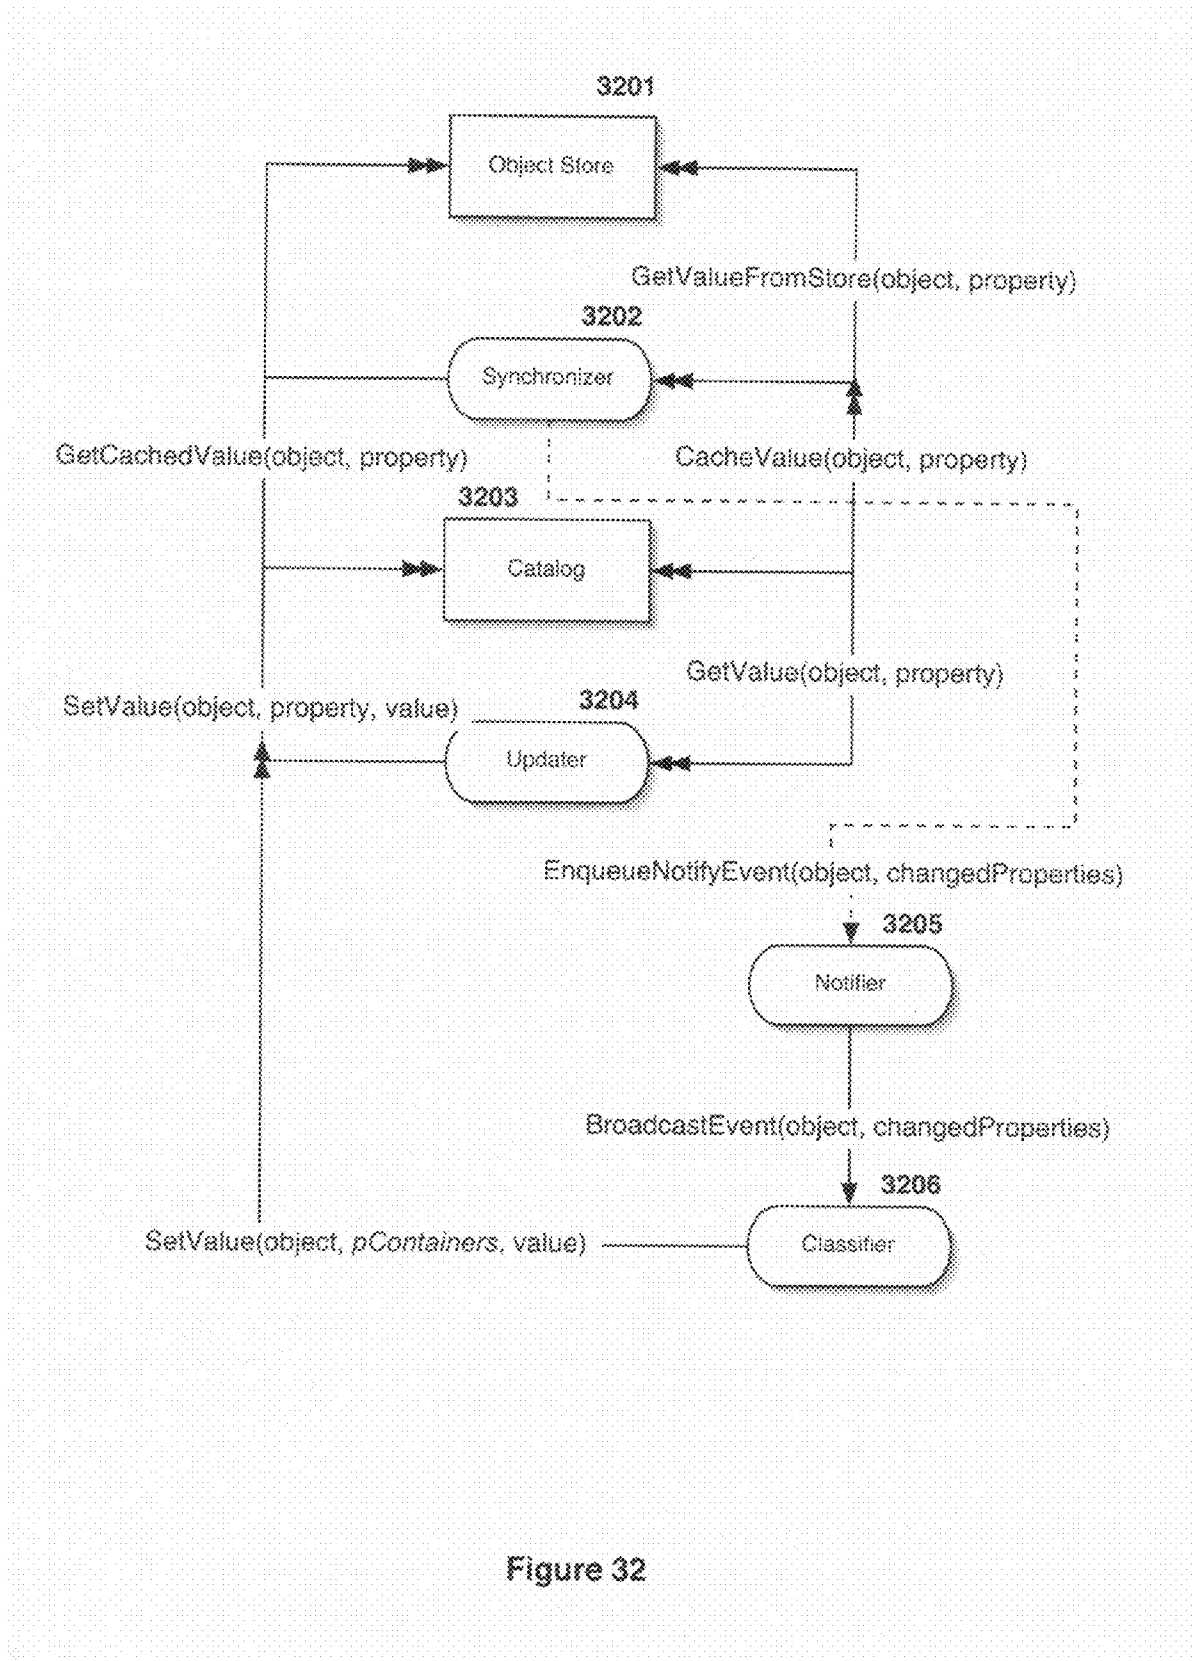 3201
Object Store
GetValueFromStore(object, property)
3202
Synchronizer
GetCachedValue(object, property)
CacheValue(object, property)
3203
Catalog
GetValue(object, property)
SetValue(object, property, value)
3204
Updater
EnqueueNotifyEvent(object, changedProperties)
3205
Notifier
BroadcastEvent(object, changedProperties)
3206
SetValue(object, pContainers, value)
Classifier
Figure 32